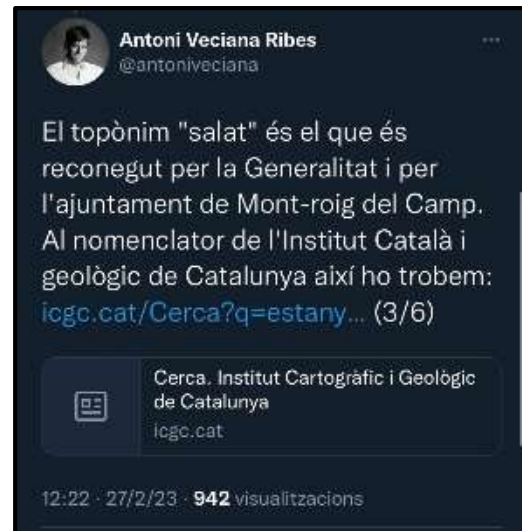 Antoni Veciana Ribes
@antoniveciana
El topònim "salat" és el que és
reconegut per la Generalitat i per
l'ajuntament de Mont-roig del Camp.
Al nomenclator de l'Institut Català i
geològic de Catalunya així ho trobem:
icgc.cat/Cerca?q=estany... (3/6)
Cerca. Institut Cartogràfic i Geològic
de Catalunya
icgc.cat
12:22 · 27/2/23 · 942 visualitzacions